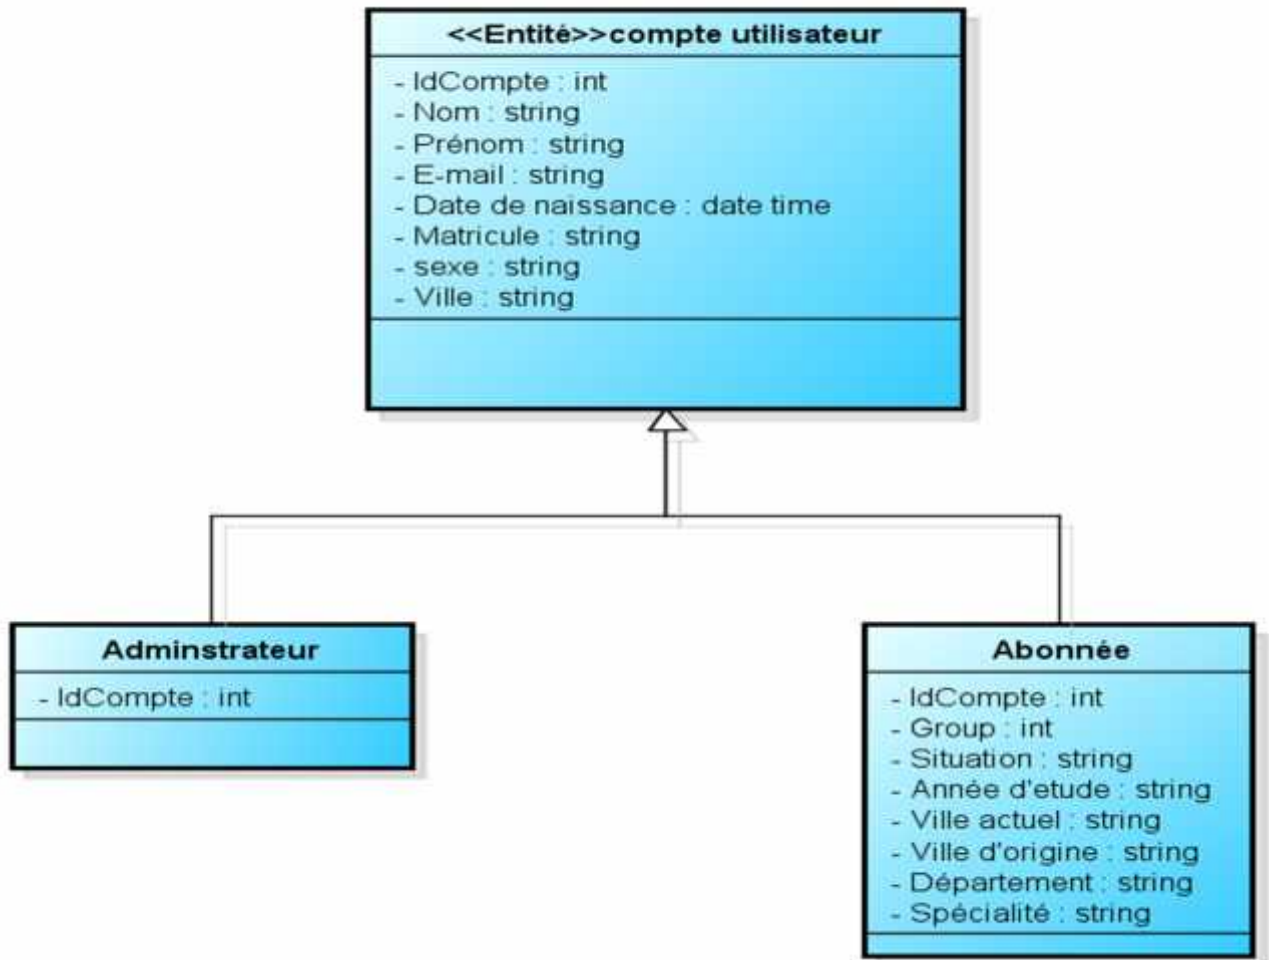 <<Entité>>compte utilisateur
- IdCompte : int
- Nom : string
- Prénom : string
- E-mail : string
- Date de naissance : date time
- Matricule : string
- sexe : string
- Ville : string
Adminstrateur
- IdCompte : int
Abonnée
- IdCompte : int
- Group : int
- Situation : string
- Année d'etude : string
- Ville actuel : string
- Ville d'origine : string
- Département : string
- Spécialité : string